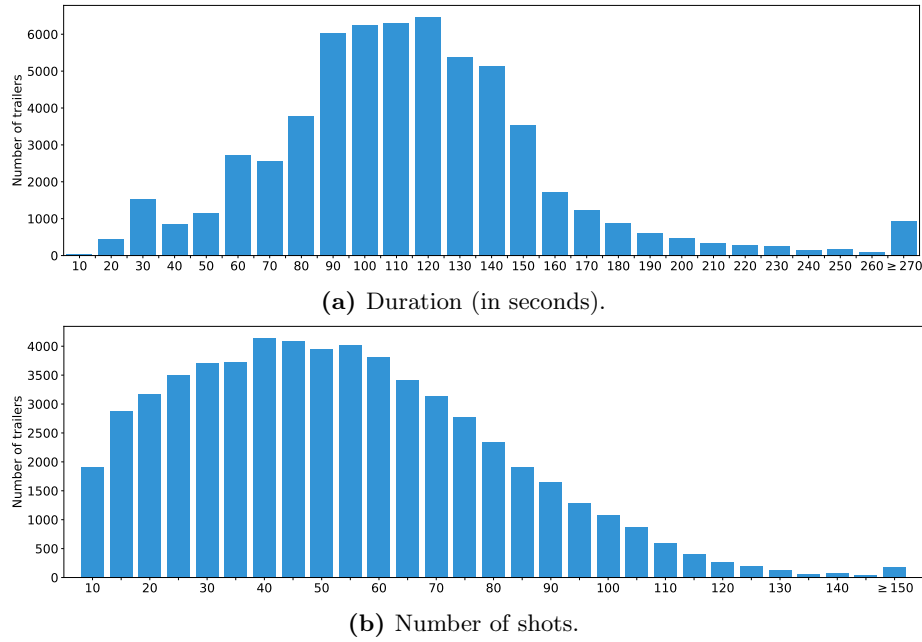 Number of trailers
6000
5000
4000
3000
2000
1000
0
10 20 30 40 50 60 70 80 90 100 110 120 130 140 150 160 170 180 190 200 210 220 230 240 250 260 ≥ 270
(a) Duration (in seconds).
Number of trailers
4000
3500
3000
2500
2000
1500
1000
500
0
10 20 30 40 50 60 70 80 90 100 110 120 130 140 ≥ 150
(b) Number of shots.